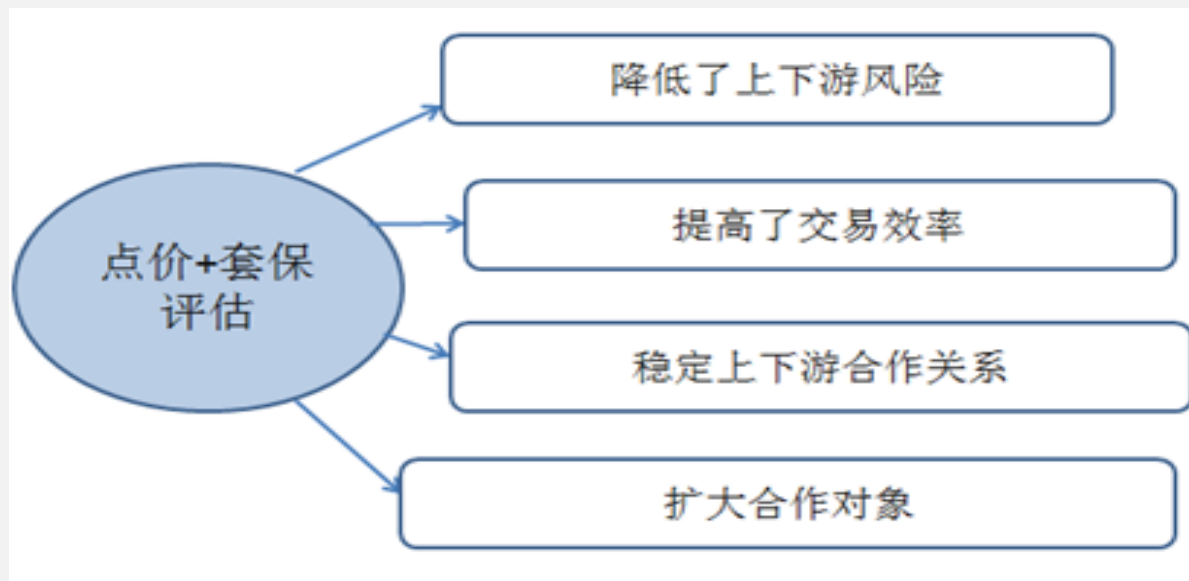 降低了上下游风险
提高了交易效率
点价+套保
评估
稳定上下游合作关系
扩大合作对象